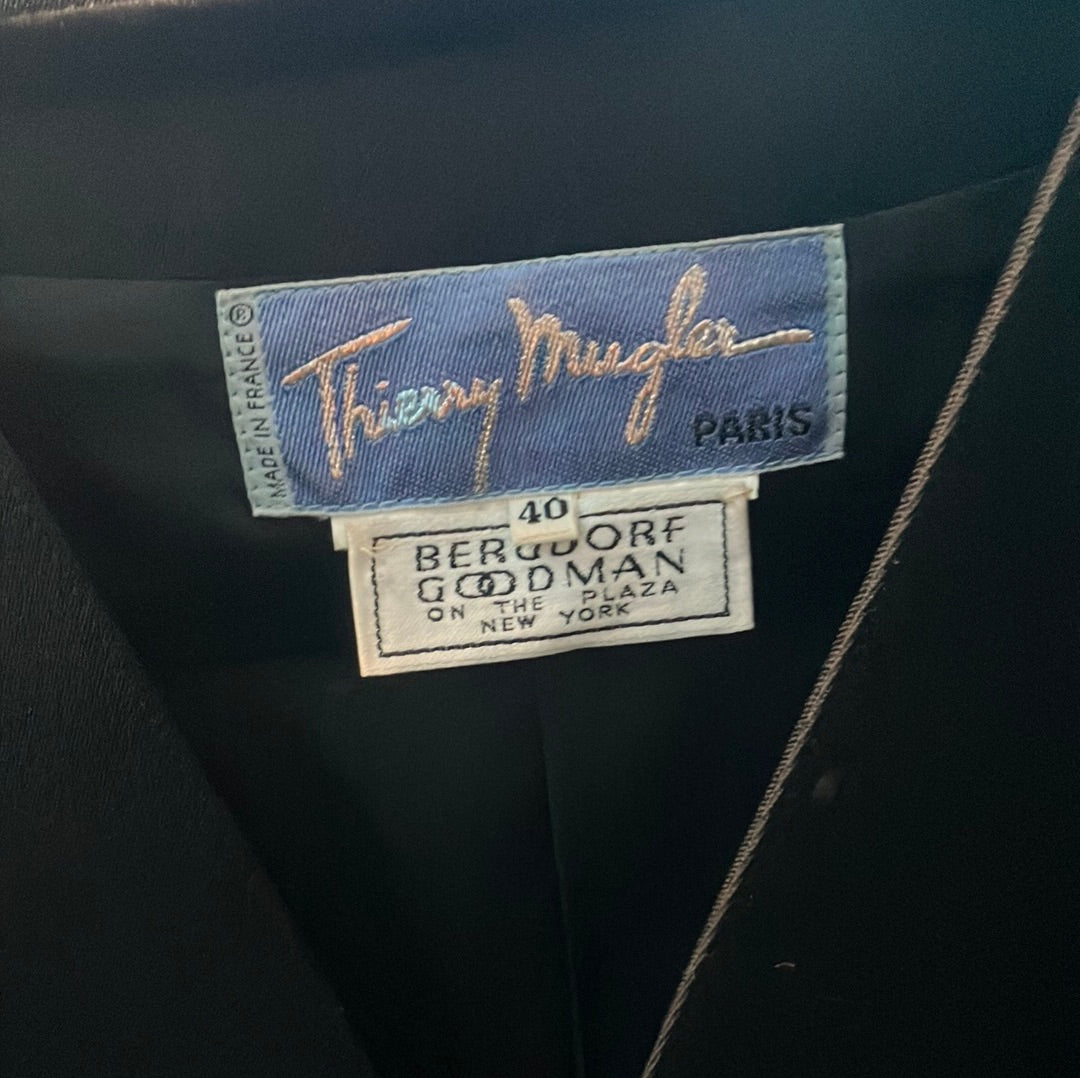 MADE IN FRANCE ®
Thierry Mugler
PARIS
40
BERGDORF
GOODMAN
ON THE PLAZA
NEW YORK